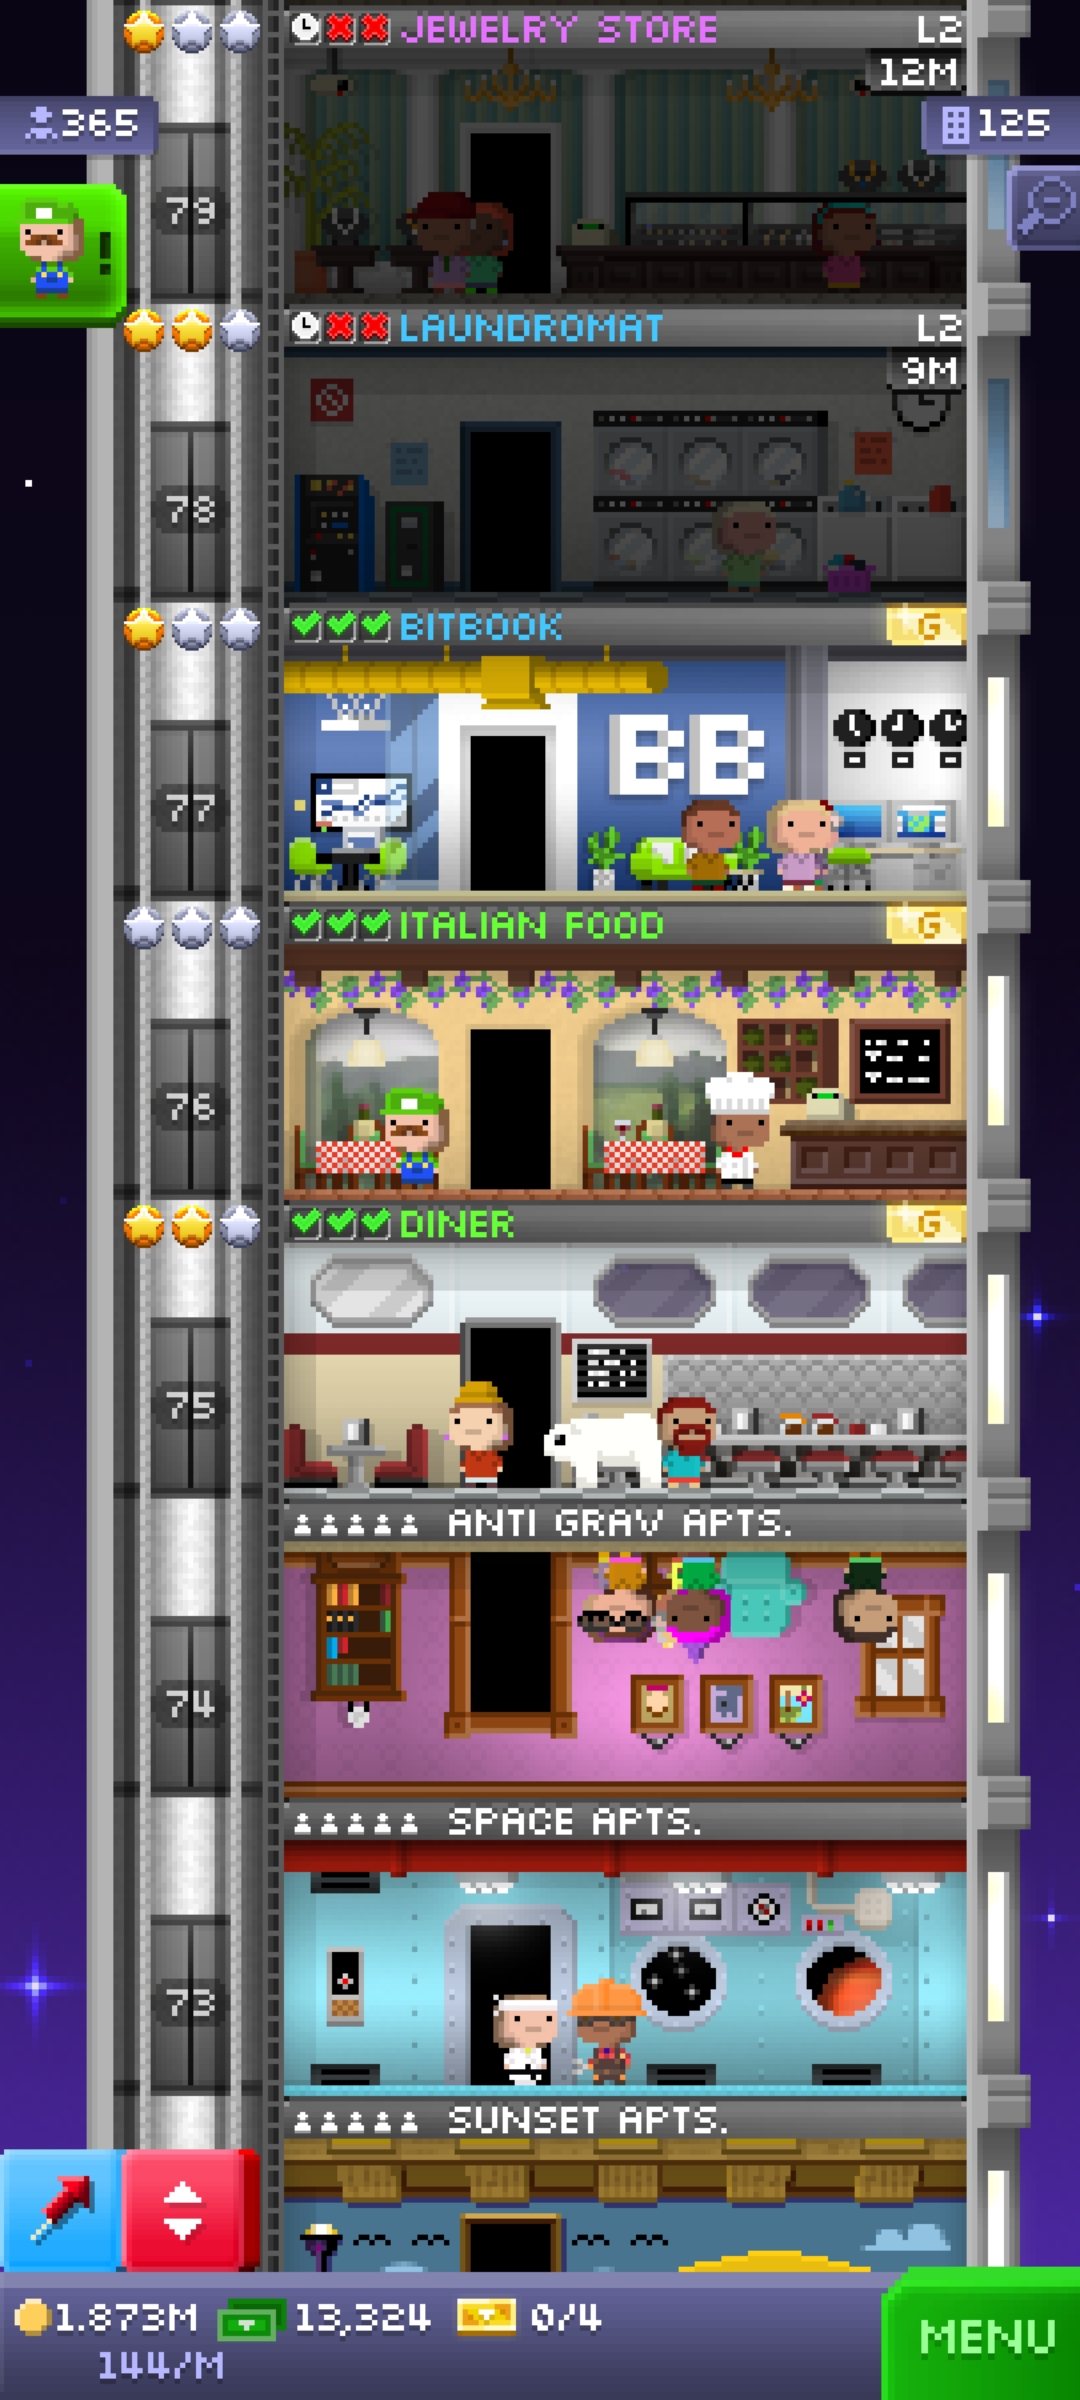 JEWELRY STORE L2
12M
365
125
79
!
LAUNDROMAT L2
9M
78
BITBOOK G
BB
77
ITALIAN FOOD G
76
DINER G
75
ANTI GRAV APTS.
74
SPACE APTS.
73
SUNSET APTS.
1.873M 13,324 0/4
144/M
MENU